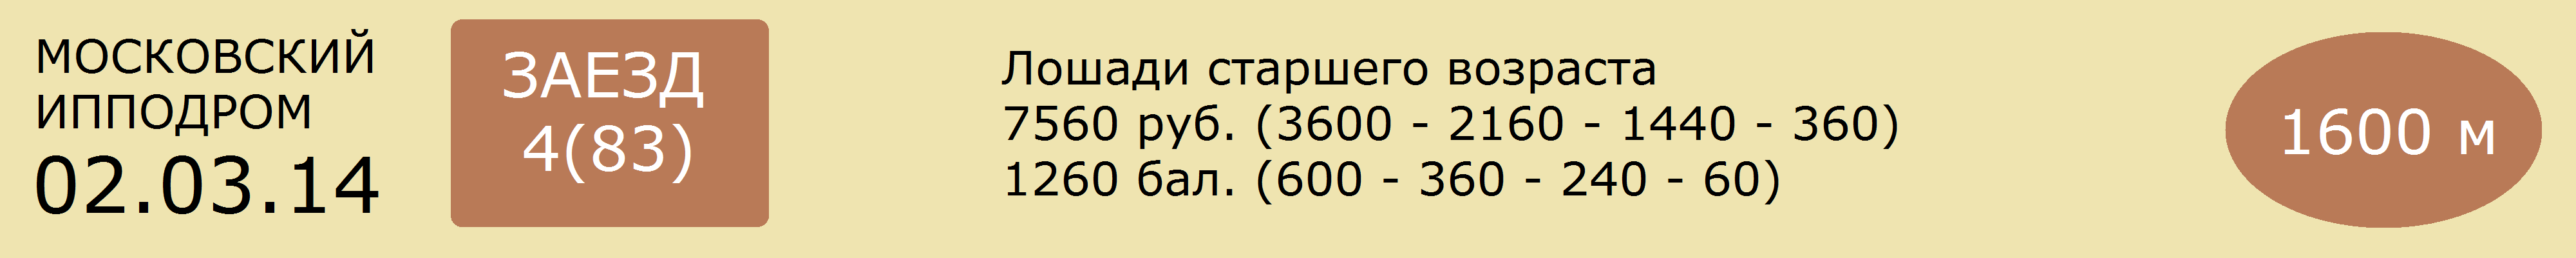 МОСКОВСКИЙ
ИППОДРОМ
02.03.14
ЗАЕЗД
4(83)
Лошади старшего возраста
7560 руб. (3600 - 2160 - 1440 - 360)
1260 бал. (600 - 360 - 240 - 60)
1600 м